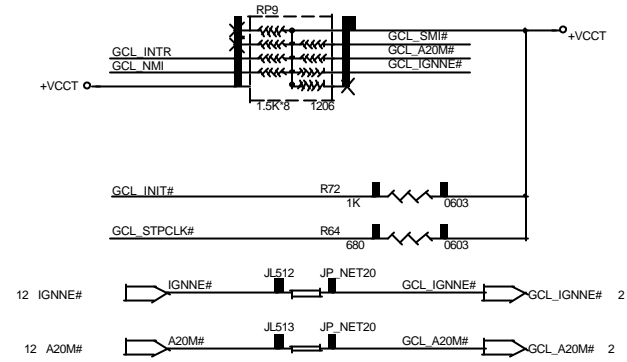 RP9
+VCCT
GCL_SMI#
GCL_INTR
GCL_A20M#
GCL_NMI
GCL_IGNNE#
+VCCT
1.5K*8 1206
GCL_INIT# R72
1K 0603
GCL_STPCLK# R64
680 0603
JL512 JP_NET20
IGNNE# GCL_IGNNE#
12 IGNNE# GCL_IGNNE# 2
JL513 JP_NET20
A20M# GCL_A20M#
12 A20M# GCL_A20M# 2